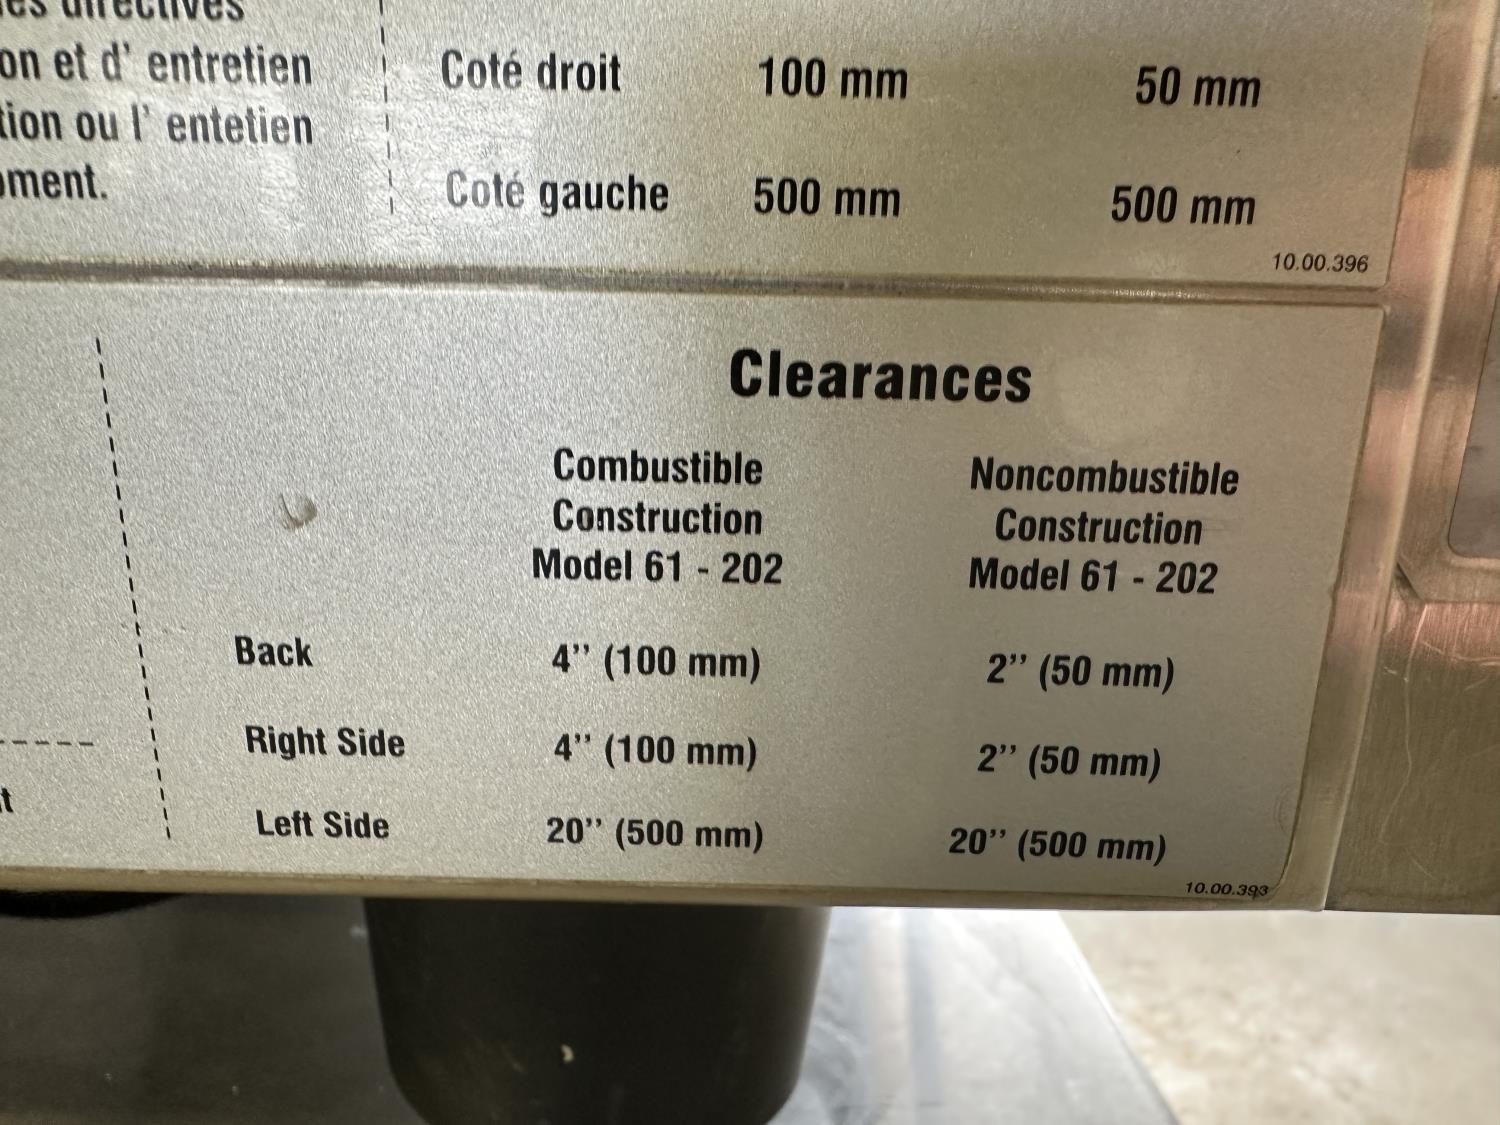 directives
on et d' entretien
tion ou l' entetien
ment.
Coté droit 100 mm 50 mm
Coté gauche 500 mm 500 mm
10.00.396
Clearances
Combustible Noncombustible
Construction Construction
Model 61 - 202 Model 61 - 202
Back 4’’ (100 mm) 2’’ (50 mm)
Right Side 4’’ (100 mm) 2’’ (50 mm)
Left Side 20’’ (500 mm) 20’’ (500 mm)
10.00.393